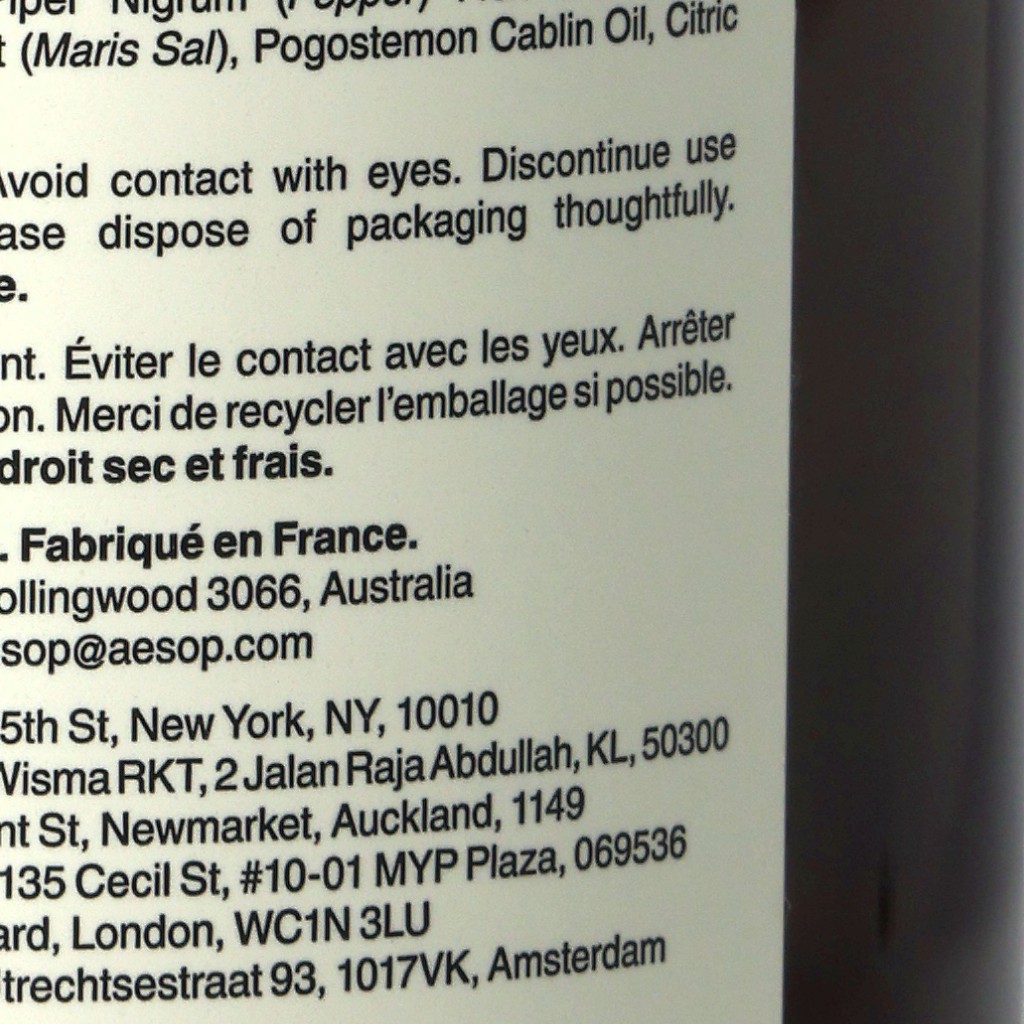 Piper Nigrum (Pepper)
(Maris Sal), Pogostemon Cablin Oil, Citric
Avoid contact with eyes. Discontinue use
ase dispose of packaging thoughtfully.
e.
nt. Éviter le contact avec les yeux. Arrêter
on. Merci de recycler l'emballage si possible.
droit sec et frais.
. Fabriqué en France.
ollingwood 3066, Australia
sop@aesop.com
5th St, New York, NY, 10010
Visma RKT, 2 Jalan Raja Abdullah, KL, 50300
nt St, Newmarket, Auckland, 1149
135 Cecil St, #10-01 MYP Plaza, 069536
ard, London, WC1N 3LU
trechtsestraat 93, 1017VK, Amsterdam